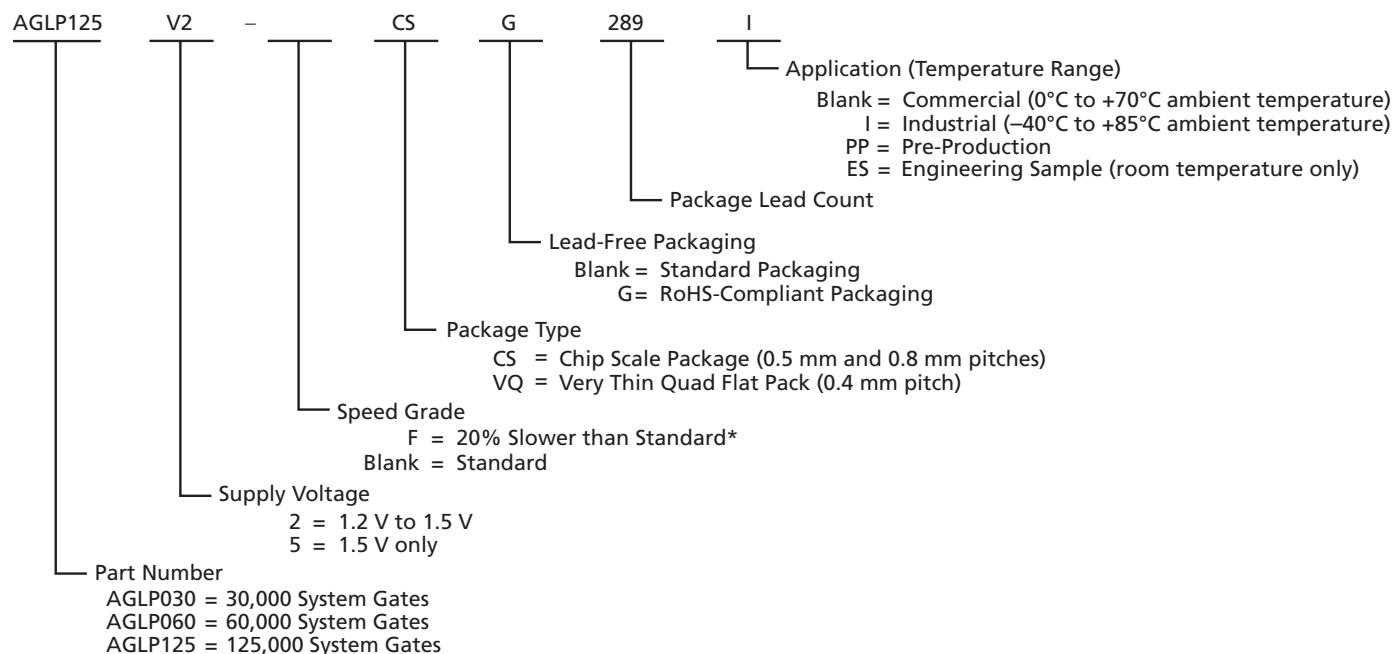 AGLP125 V2 – CS G 289 I
Application (Temperature Range)
Blank = Commercial (0°C to +70°C ambient temperature)
I = Industrial (–40°C to +85°C ambient temperature)
PP = Pre-Production
ES = Engineering Sample (room temperature only)
Package Lead Count
Lead-Free Packaging
Blank = Standard Packaging
G= RoHS-Compliant Packaging
Package Type
CS = Chip Scale Package (0.5 mm and 0.8 mm pitches)
VQ = Very Thin Quad Flat Pack (0.4 mm pitch)
Speed Grade
F = 20% Slower than Standard*
Blank = Standard
Supply Voltage
2 = 1.2 V to 1.5 V
5 = 1.5 V only
Part Number
AGLP030 = 30,000 System Gates
AGLP060 = 60,000 System Gates
AGLP125 = 125,000 System Gates